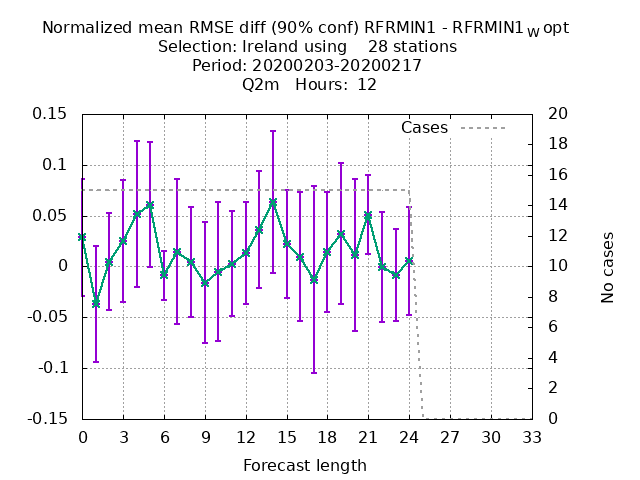 Normalized mean RMSE diff (90% conf) RFRMIN1 - RFRMIN1W opt
Selection: Ireland using    28 stations
Period: 20200203-20200217
Q2m   Hours:  12
Cases
0.15
0.1
0.05
0
-0.05
-0.1
-0.15
20
18
16
14
12
10
8
6
4
2
0
No cases
0 3 6 9 12 15 18 21 24 27 30 33
Forecast length